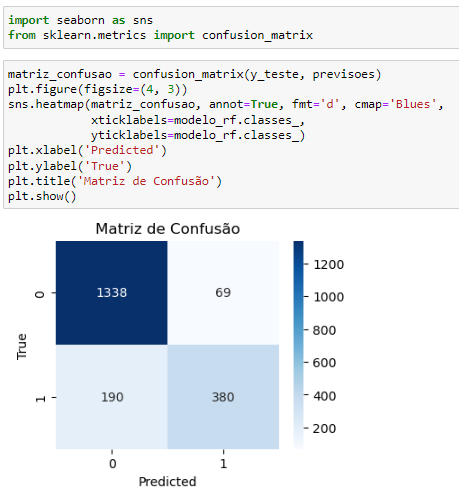 import seaborn as sns
from sklearn.metrics import confusion_matrix
matriz_confusao = confusion_matrix(y_teste, previsoes)
plt.figure(figsize=(4, 3))
sns.heatmap(matriz_confusao, annot=True, fmt='d', cmap='Blues',
xticklabels=modelo_rf.classes_,
yticklabels=modelo_rf.classes_)
plt.xlabel('Predicted')
plt.ylabel('True')
plt.title('Matriz de Confusão')
plt.show()
Matriz de Confusão
True
0
1338
69
1
190
380
0
1
Predicted
1200
1000
800
600
400
200